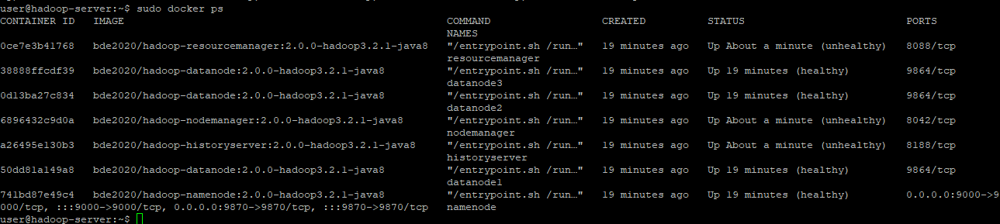 user@hadoop-server:~$ sudo docker ps
CONTAINER ID   IMAGE                                                    COMMAND                  CREATED          STATUS                          PORTS
                                                                        NAMES
0ce7e3b41768   bde2020/hadoop-resourcemanager:2.0.0-hadoop3.2.1-java8   "/entrypoint.sh /run…"   19 minutes ago   Up About a minute (unhealthy)   8088/tcp
                                                                        resourcemanager
38888ffcdf39   bde2020/hadoop-datanode:2.0.0-hadoop3.2.1-java8          "/entrypoint.sh /run…"   19 minutes ago   Up 19 minutes (healthy)         9864/tcp
                                                                        datanode3
0d13ba27c834   bde2020/hadoop-datanode:2.0.0-hadoop3.2.1-java8          "/entrypoint.sh /run…"   19 minutes ago   Up 19 minutes (healthy)         9864/tcp
                                                                        datanode2
6896432c9d0a   bde2020/hadoop-nodemanager:2.0.0-hadoop3.2.1-java8       "/entrypoint.sh /run…"   19 minutes ago   Up About a minute (unhealthy)   8042/tcp
                                                                        nodemanager
a26495e130b3   bde2020/hadoop-historyserver:2.0.0-hadoop3.2.1-java8     "/entrypoint.sh /run…"   19 minutes ago   Up About a minute (unhealthy)   8188/tcp
                                                                        historyserver
50dd81a149a8   bde2020/hadoop-datanode:2.0.0-hadoop3.2.1-java8          "/entrypoint.sh /run…"   19 minutes ago   Up 19 minutes (healthy)         9864/tcp
                                                                        datanode1
741bd87e49c4   bde2020/hadoop-namenode:2.0.0-hadoop3.2.1-java8          "/entrypoint.sh /run…"   19 minutes ago   Up 19 minutes (healthy)         0.0.0.0:9000->9
000/tcp, :::9000->9000/tcp, 0.0.0.0:9870->9870/tcp, :::9870->9870/tcp   namenode
user@hadoop-server:~$